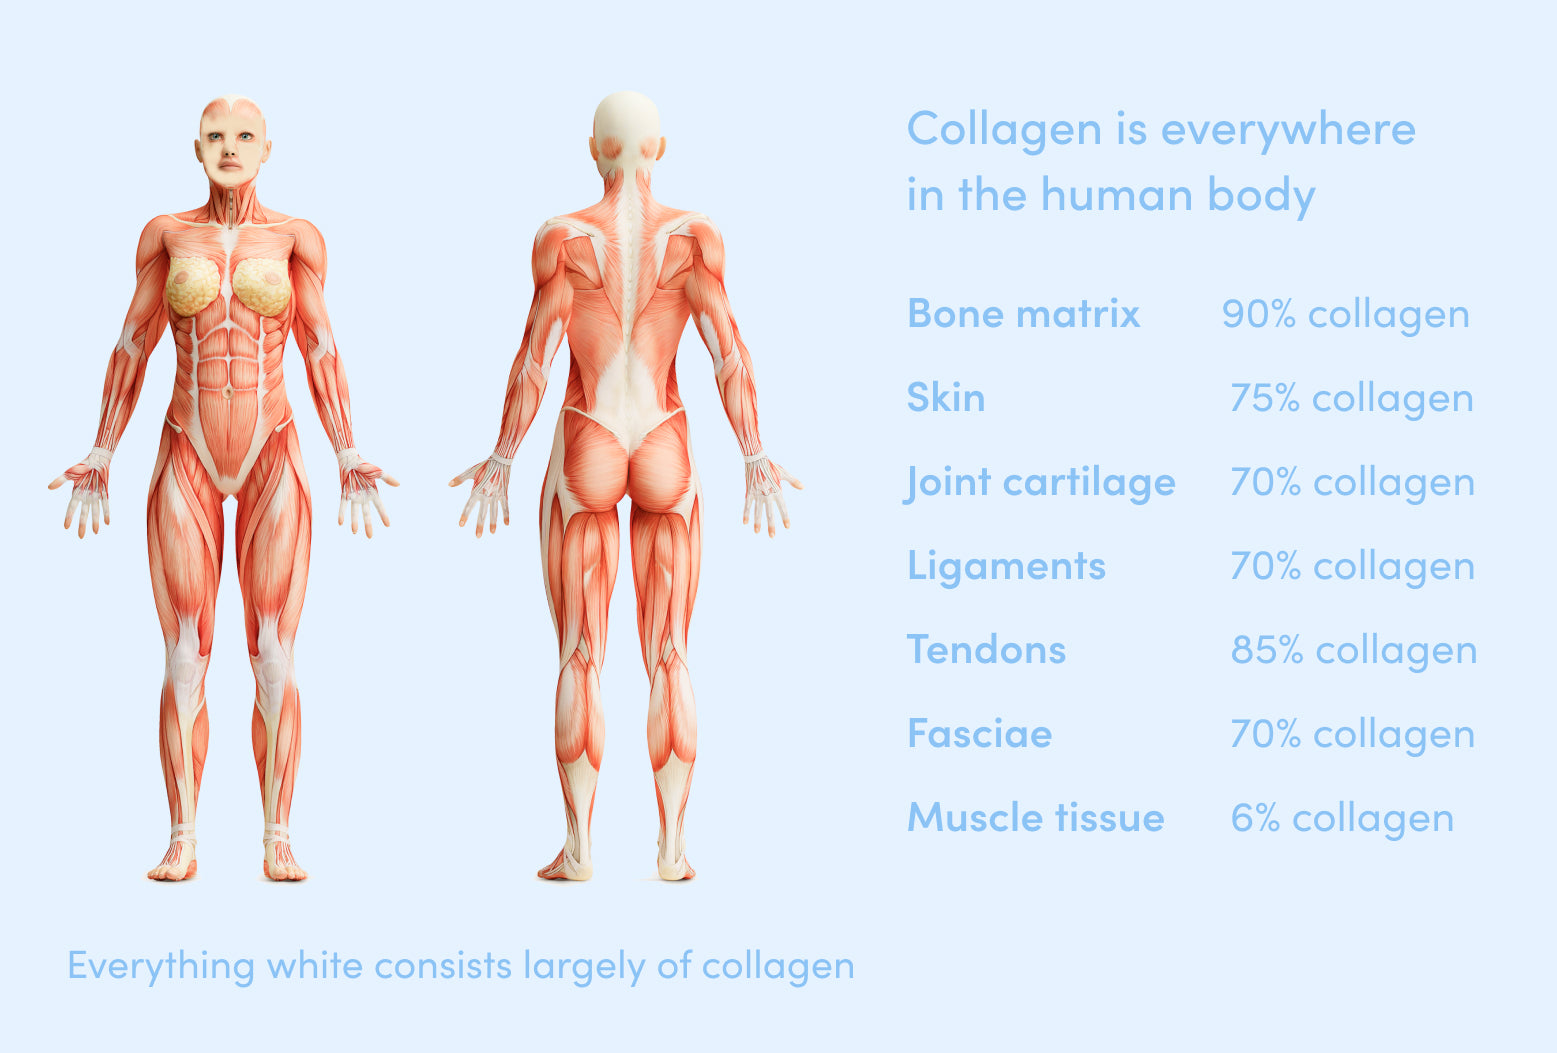 Collagen is everywhere
in the human body
Bone matrix 90% collagen
Skin 75% collagen
Joint cartilage 70% collagen
Ligaments 70% collagen
Tendons 85% collagen
Fasciae 70% collagen
Muscle tissue 6% collagen
Everything white consists largely of collagen